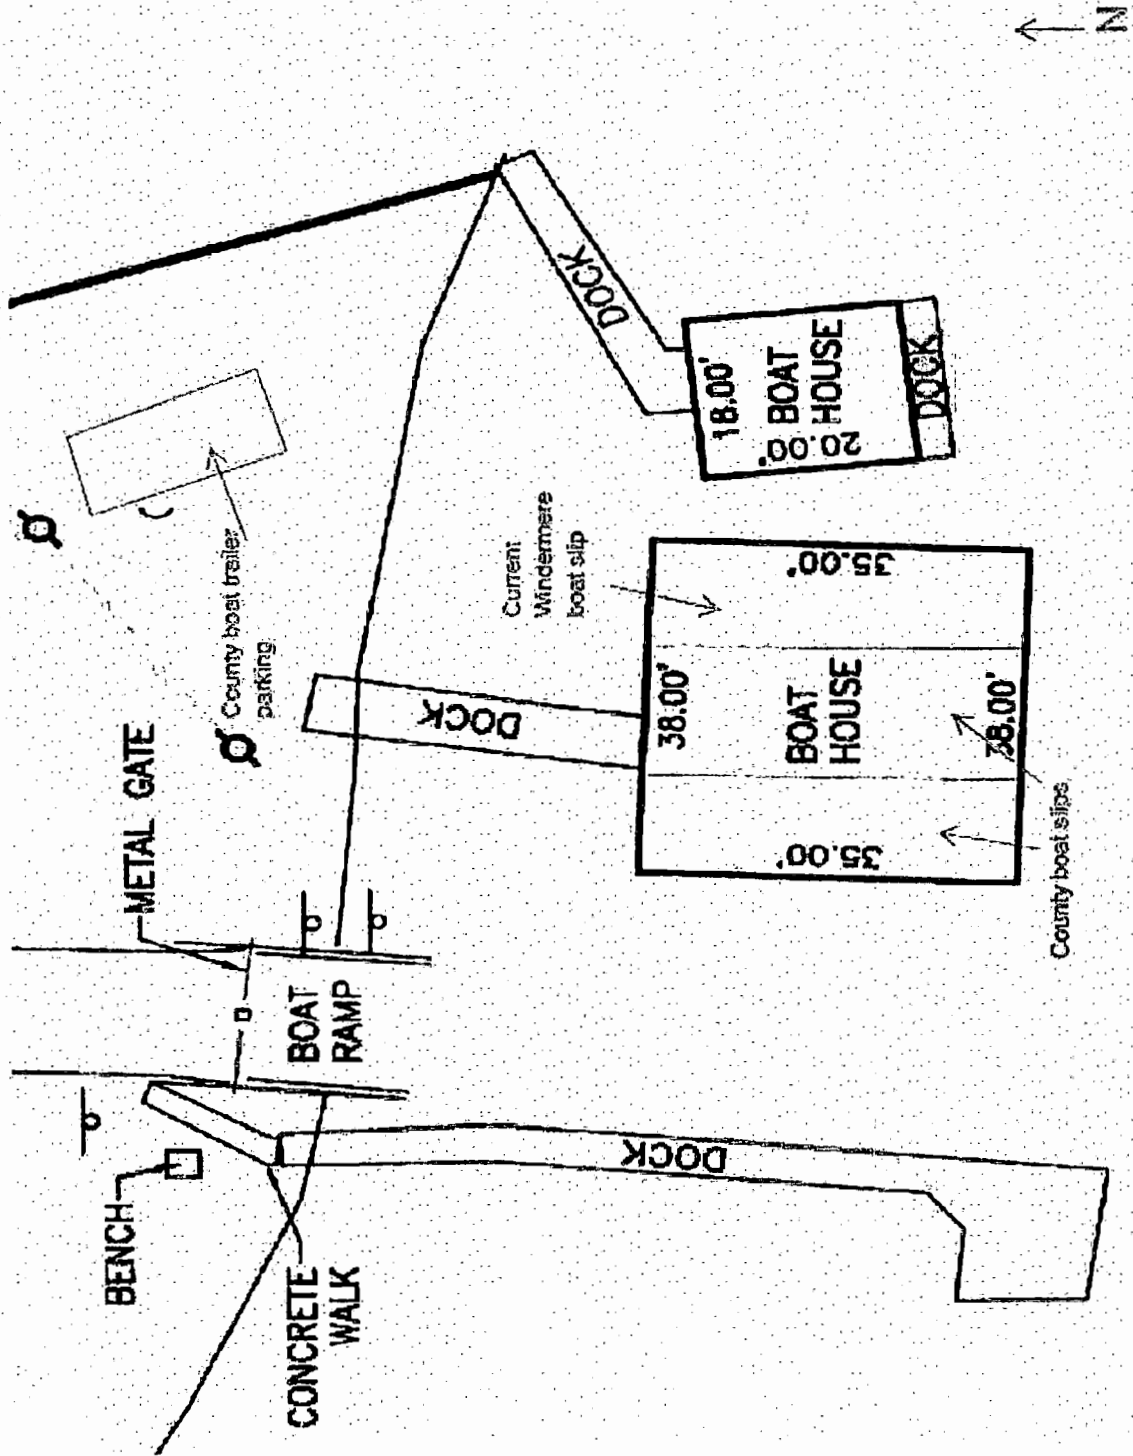 BENCH
METAL GATE
County boat trailer
parking
CONCRETE
WALK
BOAT
RAMP
DOCK
DOCK
Current
Windermere
boat slip
DOCK
38.00'
35.00'
BOAT
HOUSE
35.00'
38.00'
County boat slips
18.00'
20.00'
BOAT
HOUSE
DOCK
N